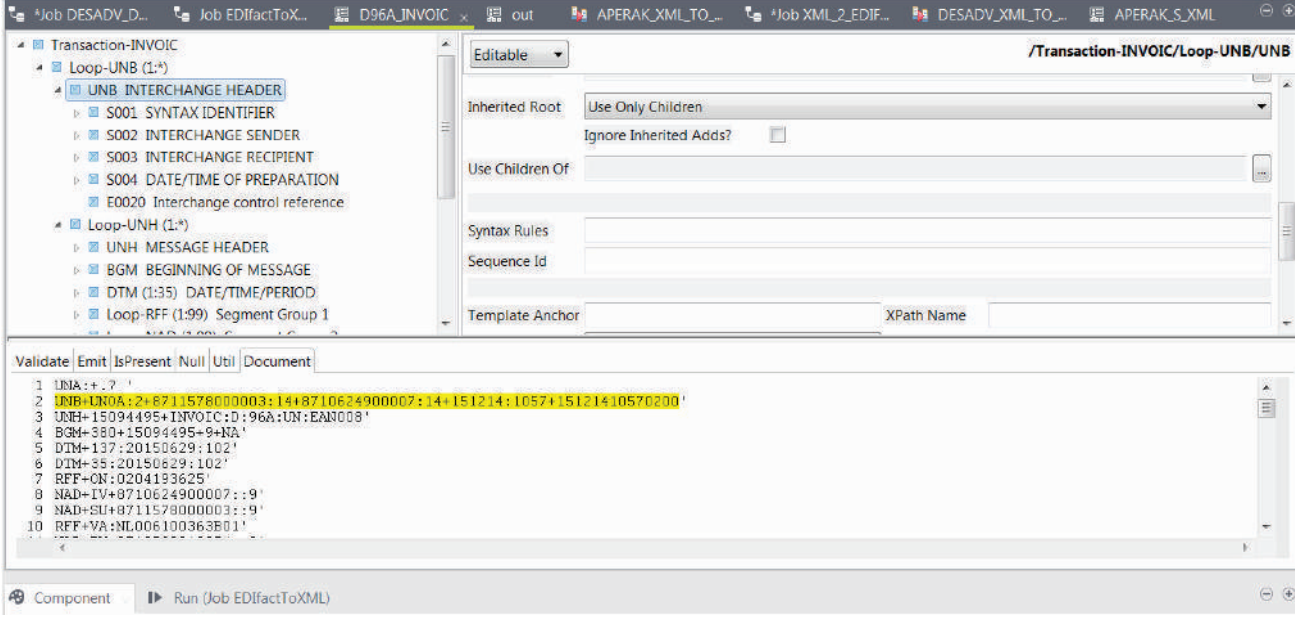 *Job DESADV_D... Job EDIfactToX... D96A_INVOIC out APERAK_XML_TO_... *Job XML_2_EDIF... DESADV_XML_TO_... APERAK_S_XML
Transaction-INVOIC
Loop-UNB (1:*)
UNB INTERCHANGE HEADER
S001 SYNTAX IDENTIFIER
S002 INTERCHANGE SENDER
S003 INTERCHANGE RECIPIENT
S004 DATE/TIME OF PREPARATION
E0020 Interchange control reference
Loop-UNH (1:*)
UNH MESSAGE HEADER
BGM BEGINNING OF MESSAGE
DTM (1:35) DATE/TIME/PERIOD
Loop-RFF (1:99) Segment Group 1
Editable /Transaction-INVOIC/Loop-UNB/UNB
Inherited Root Use Only Children
Ignore Inherited Adds?
Use Children Of ...
Syntax Rules
Sequence Id
Template Anchor XPath Name
Validate Emit IsPresent Null Util Document
1 UNA:+.? '
2 UNB+UNOA:2+8711578000003:14+8710624900007:14+151214:1057+15121410570200'
3 UNH+15094495+INVOIC:D:96A:UN:EAN008'
4 BGM+380+15094495+9+NA'
5 DTM+137:20150629:102'
6 DTM+35:20150629:102'
7 RFF+ON:0204193625'
8 NAD+IV+8710624900007::9'
9 NAD+SU+8711578000003::9'
10 RFF+VA:NL006100363B01'
Component Run (Job EDIfactToXML)